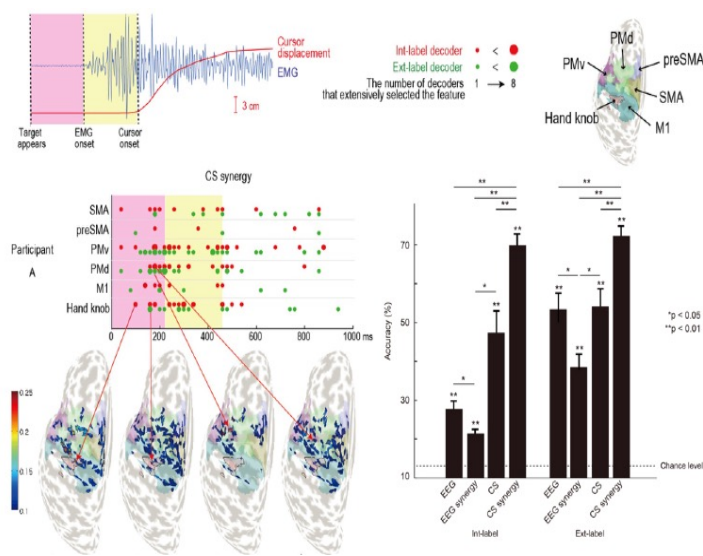 Cursor
displacement
EMG
3 cm
Target
appears
EMG
onset
Cursor
onset
Int-label decoder
<
Ext-label decoder
<
The number of decoders
that extensively selected the feature
1 → 8
PMd
PMv
preSMA
SMA
Hand knob
M1
CS synergy
Participant
A
SMA
preSMA
PMv
PMd
M1
Hand knob
0 200 400 600 800 1000 ms
0.25
0.2
0.15
0.1
Accuracy (%)
70
50
30
10
** ** ** ** ** **
** ** ** **
* * * *
** ** ** ** ** ** ** **
*p < 0.05
**p < 0.01
Chance level
EEG
EEG synergy
CS
CS synergy
EEG
EEG synergy
CS
CS synergy
Int-label
Ext-label